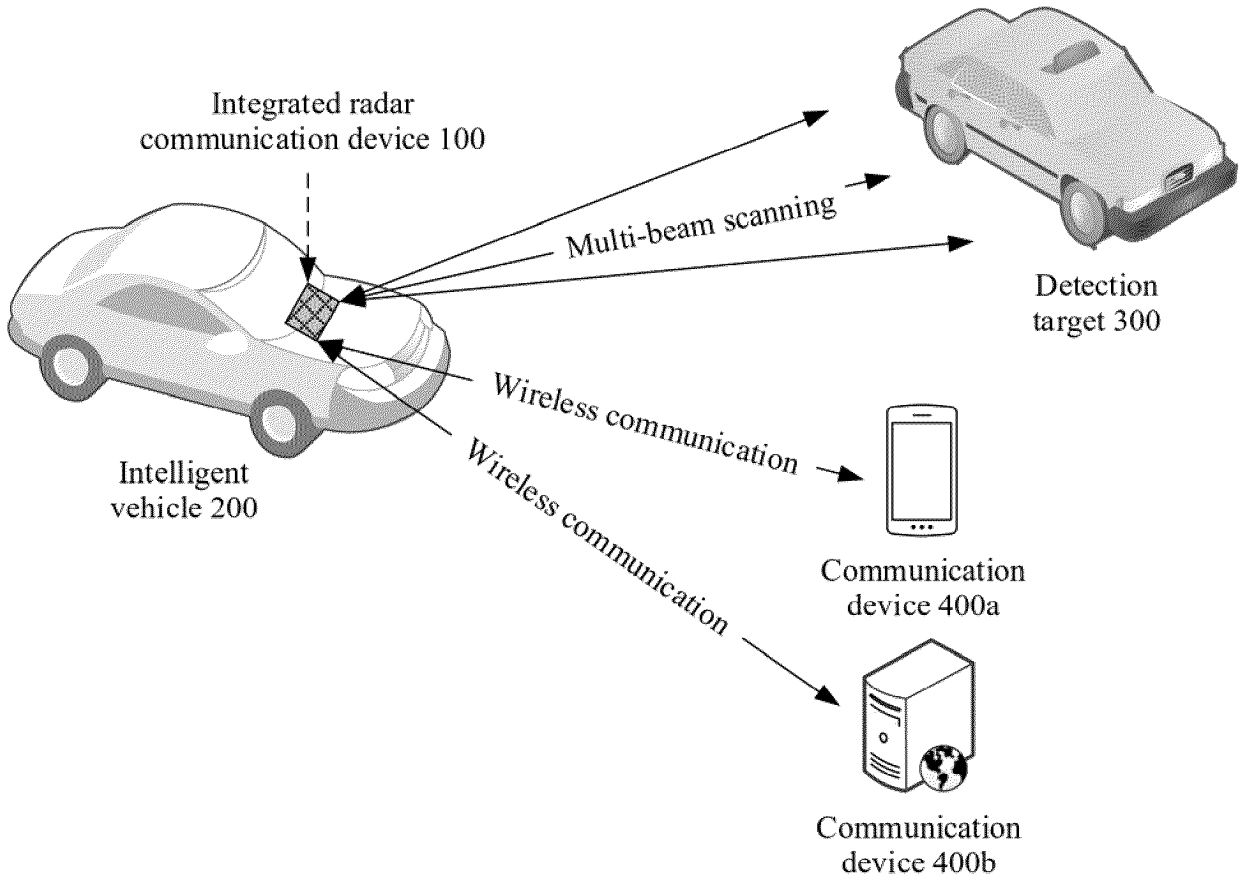 Integrated radar
communication device 100
Multi-beam scanning
Detection
target 300
Wireless communication
Wireless communication
Intelligent
vehicle 200
Communication
device 400a
Communication
device 400b